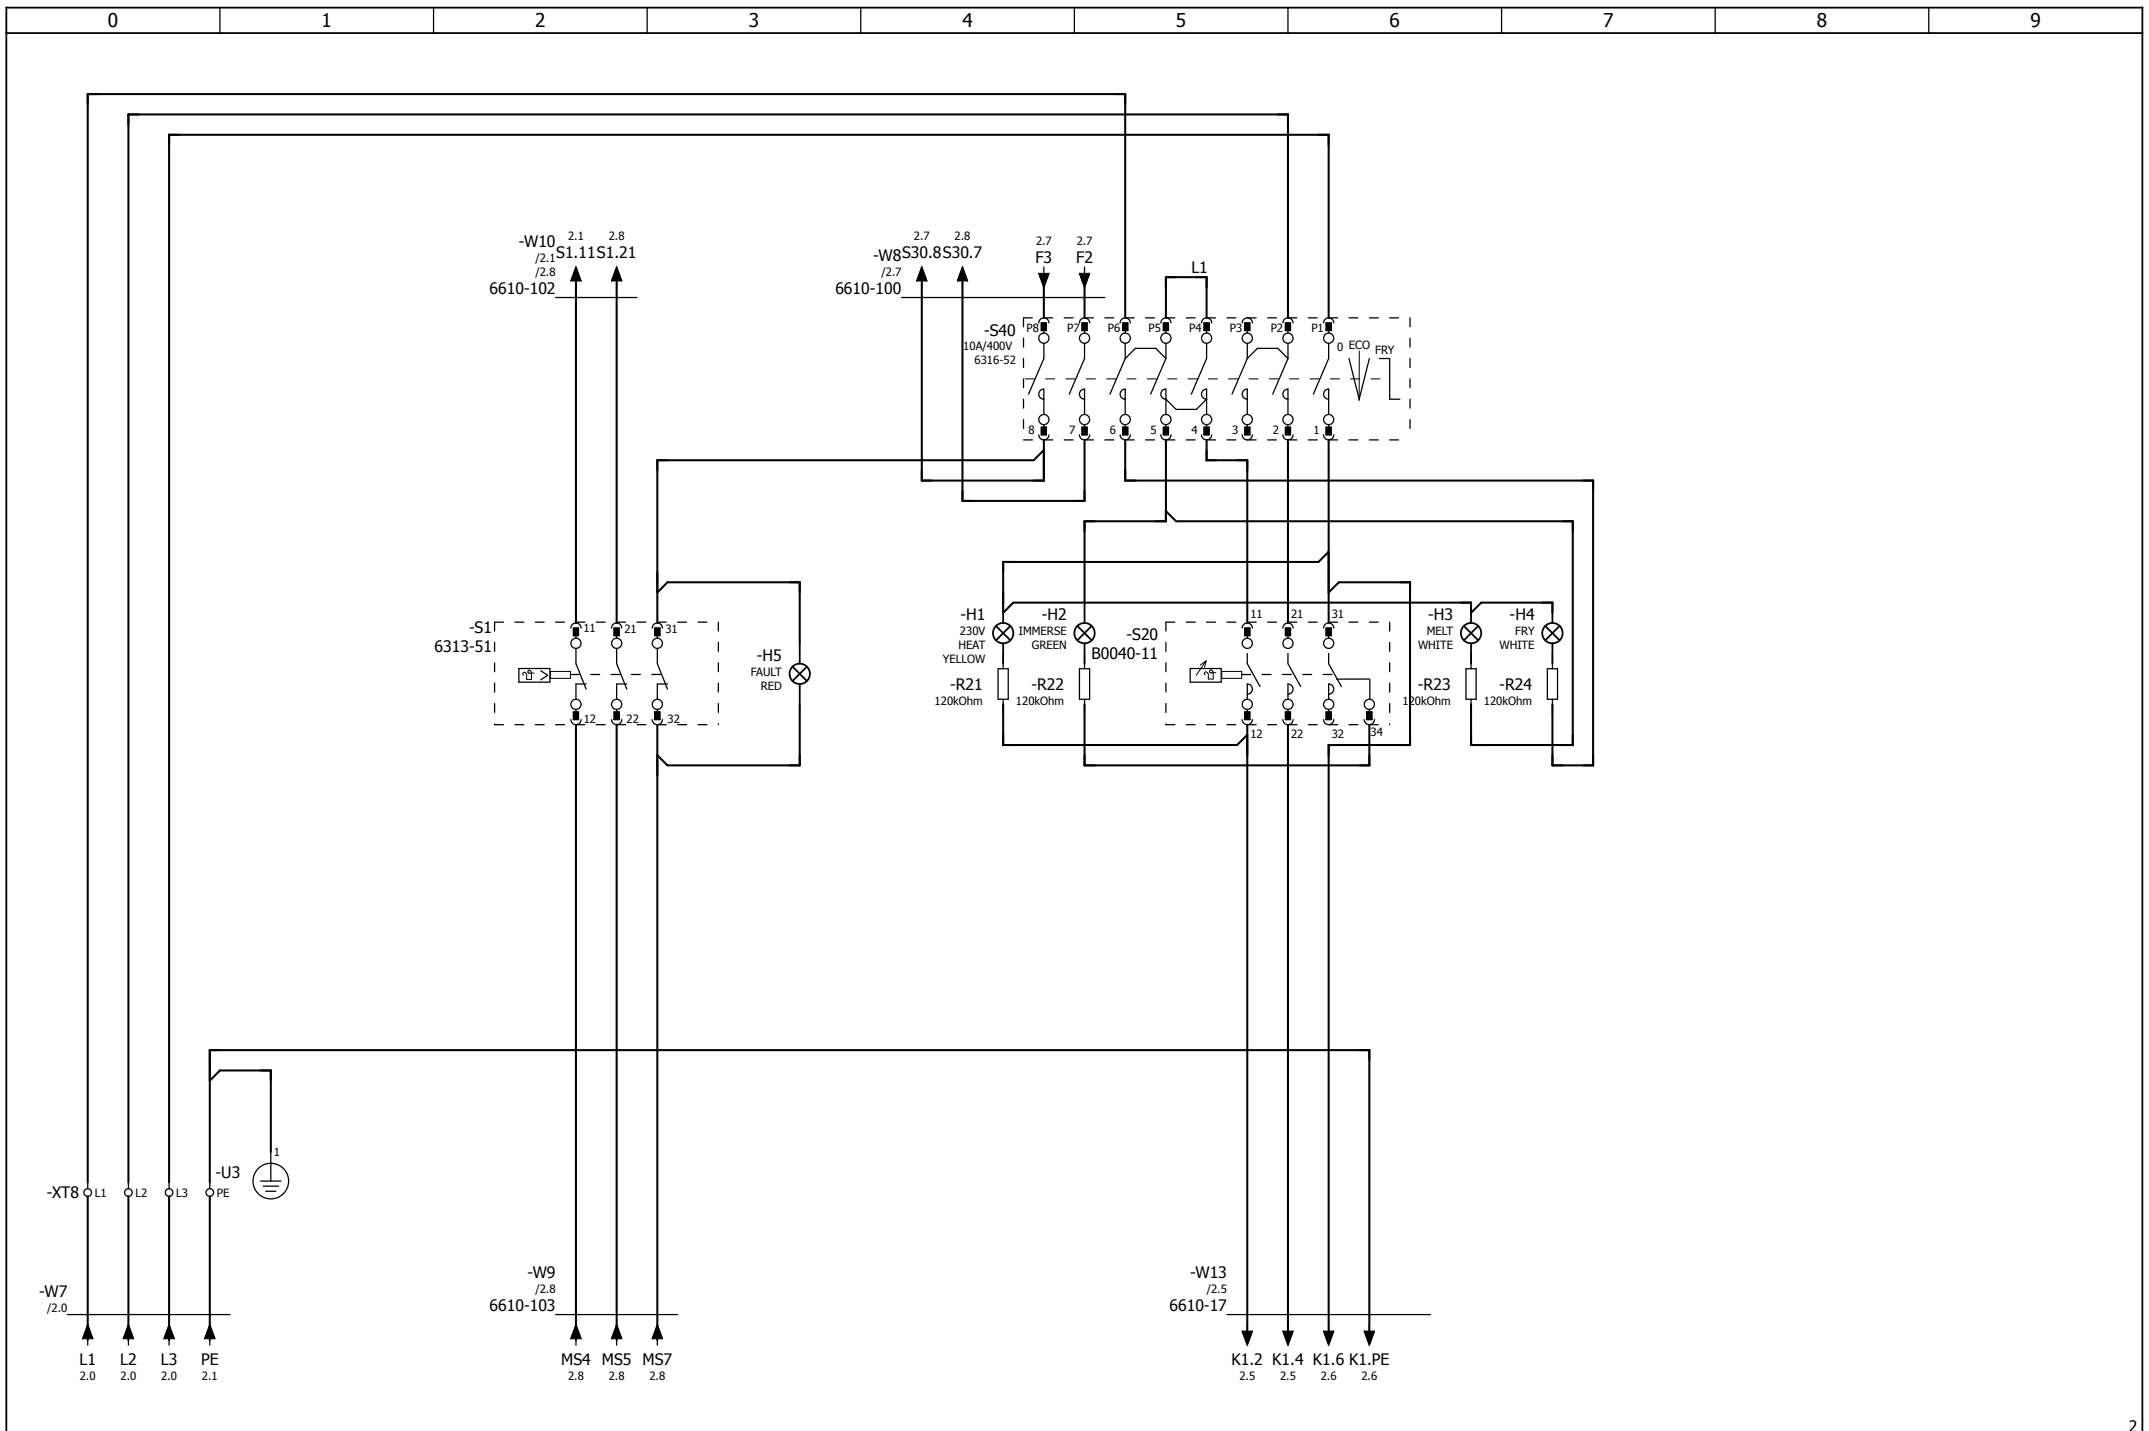 0 1 2 3 4 5 6 7 8 9
-W10
/2.1
/2.8
6610-102
2.1 2.8
S1.11 S1.21
-W8
/2.7
6610-100
2.7 2.8
S30.8 S30.7
2.7 2.7
F3 F2
L1
-S40
10A/400V
6316-52
P8 P7 P6 P5 P4 P3 P2 P1
0 ECO FRY
8 7 6 5 4 3 2 1
-S1
6313-51
11 21 31
12 22 32
-H5
FAULT
RED
-H1
230V
HEAT
YELLOW
-H2
IMMERSE
GREEN
-S20
B0040-11
11 21 31
12 22 32 34
-H3
MELT
WHITE
-H4
FRY
WHITE
-R21
120kOhm
-R22
120kOhm
-R23
120kOhm
-R24
120kOhm
-U3
1
-XT8 L1 L2 L3 PE
-W7
/2.0
L1 L2 L3 PE
2.0 2.0 2.0 2.1
-W9
/2.8
6610-103
MS4 MS5 MS7
2.8 2.8 2.8
-W13
/2.5
6610-17
K1.2 K1.4 K1.6 K1.PE
2.5 2.5 2.6 2.6
2